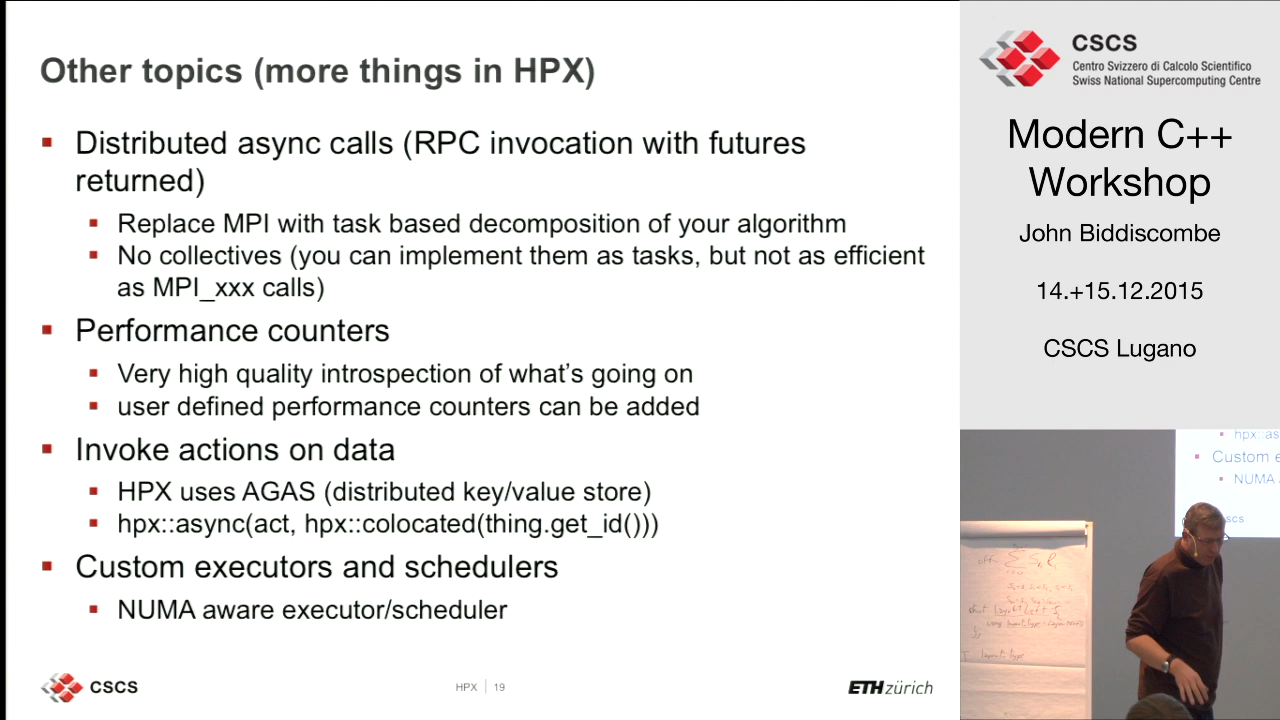 Other topics (more things in HPX)
Distributed async calls (RPC invocation with futures
returned)
Replace MPI with task based decomposition of your algorithm
No collectives (you can implement them as tasks, but not as efficient
as MPI_xxx calls)
Performance counters
Very high quality introspection of what's going on
user defined performance counters can be added
Invoke actions on data
HPX uses AGAS (distributed key/value store)
hpx::async(act, hpx::colocated(thing.get_id()))
Custom executors and schedulers
NUMA aware executor/scheduler
CSCS
HPX | 19
ETHzürich
CSCS
Centro Svizzero di Calcolo Scientifico
Swiss National Supercomputing Centre
Modern C++
Workshop
John Biddiscombe
14.+15.12.2015
CSCS Lugano
hpx::as
Custom e
NUMA